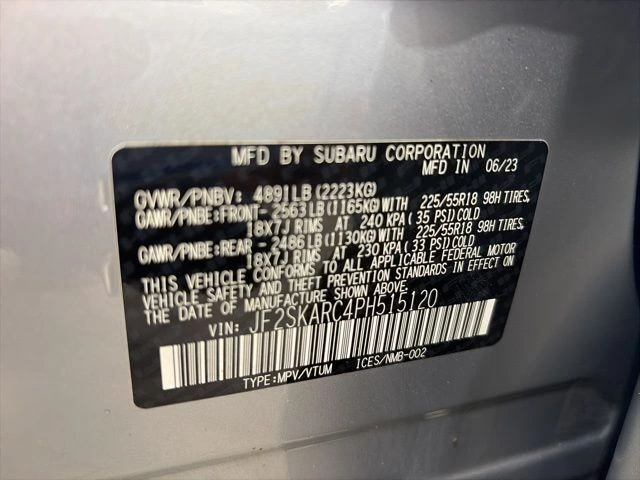 MFD BY SUBARU CORPORATION
MFD IN 06/23
GVWR/PNBV: 4891LB(2223KG)
GAWR/PNBE:FRONT- 2563LB(1165KG)WITH 225/55R18 98H TIRES,
18X7J RIMS AT 240 KPA(35 PSI)COLD
GAWR/PNBE:REAR - 2486LB(1130KG)WITH 225/55R18 98H TIRES,
18X7J RIMS AT 230 KPA(33 PSI)COLD
THIS VEHICLE CONFORMS TO ALL APPLICABLE FEDERAL MOTOR
VEHICLE SAFETY AND THEFT PREVENTION STANDARDS IN EFFECT ON
THE DATE OF MANUFACTURE SHOWN ABOVE.
VIN: JF2SKARC4PH515120
TYPE:MPV/VTUM ICES/NMB-002